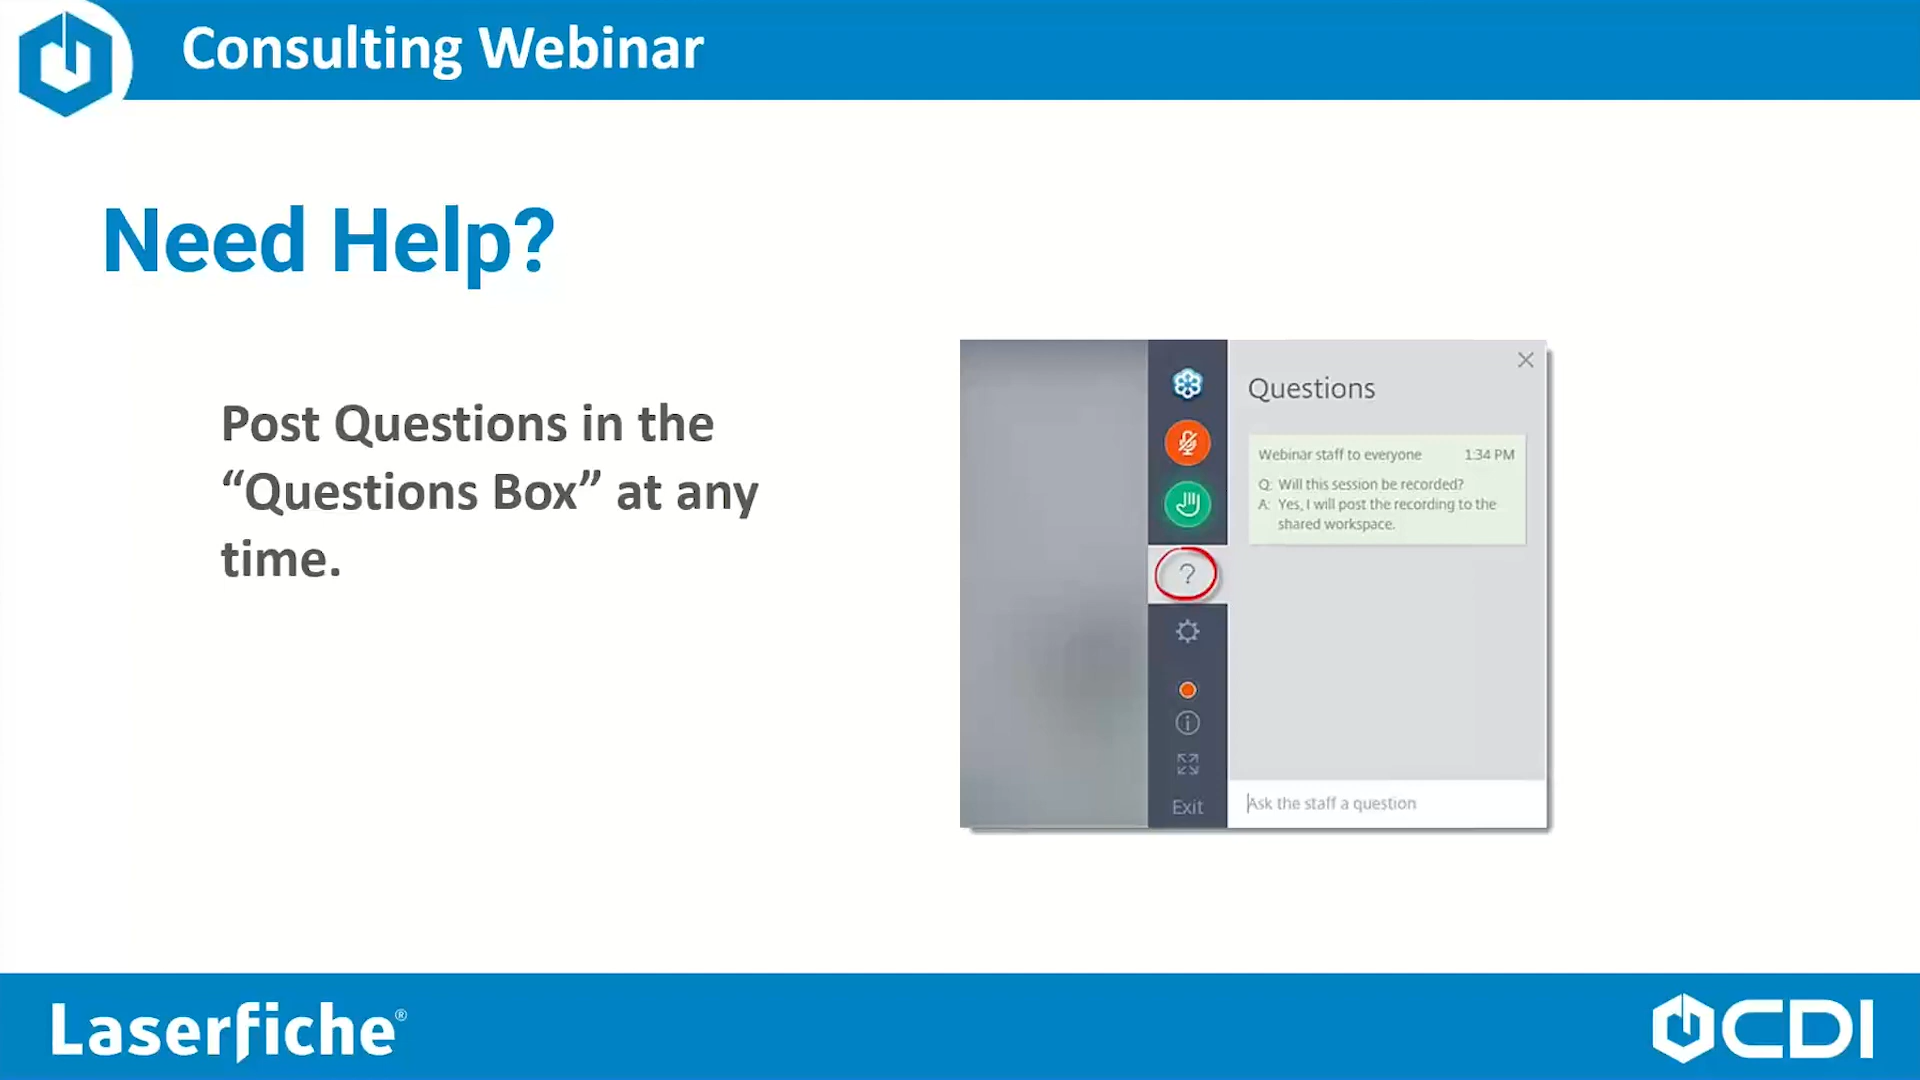 Consulting Webinar
Need Help?
Post Questions in the
“Questions Box” at any
time.
Questions
Webinar staff to everyone 1:34 PM
Q: Will this session be recorded?
A: Yes, I will post the recording to the
shared workspace.
?
Exit
Ask the staff a question
Laserfiche®
CDI